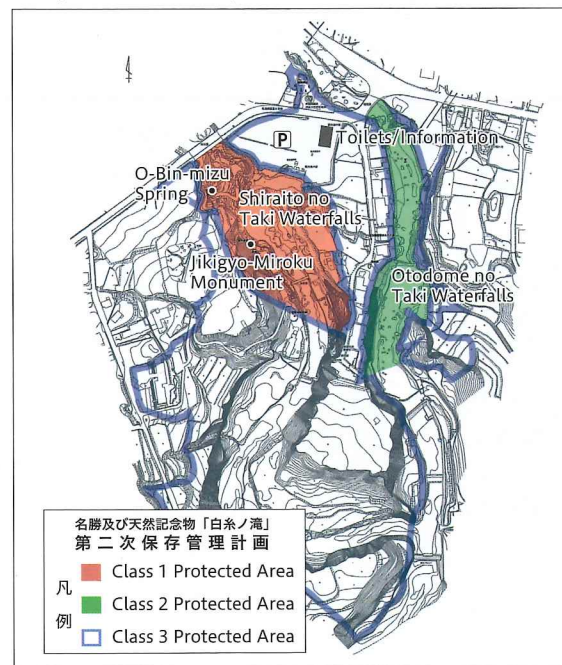 P
Toilets/Information
O-Bin-mizu
Spring
Shiraito no
Taki Waterfalls
Jikigyo-Miroku
Monument
Otodome no
Taki Waterfalls
名勝及び天然記念物「白糸ノ滝」
第二次保存管理計画
凡例
Class 1 Protected Area
Class 2 Protected Area
Class 3 Protected Area